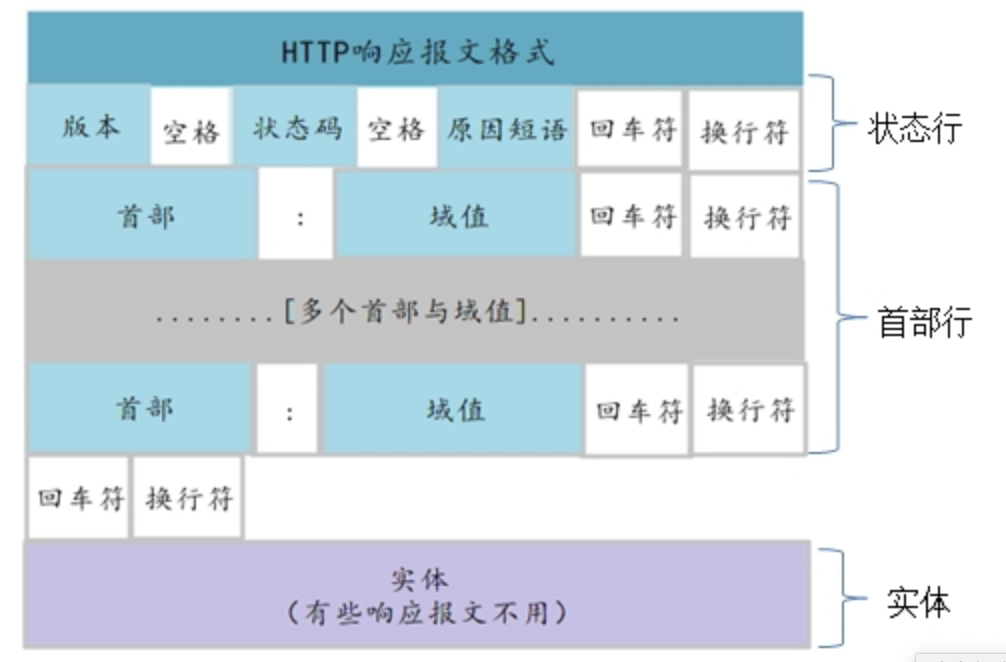 HTTP响应报文格式
版本 空格 状态码 空格 原因短语 回车符 换行符
状态行
首部 : 域值 回车符 换行符
........[多个首部与域值]..........
首部行
首部 : 域值 回车符 换行符
回车符 换行符
实体
(有些响应报文不用)
实体